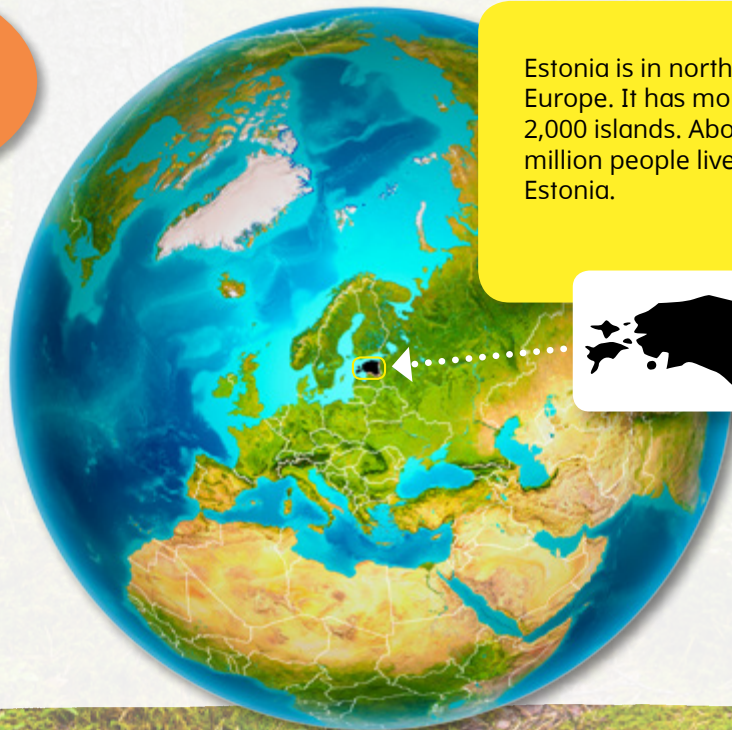 Estonia is in north
Europe. It has mo
2,000 islands. Abo
million people live
Estonia.